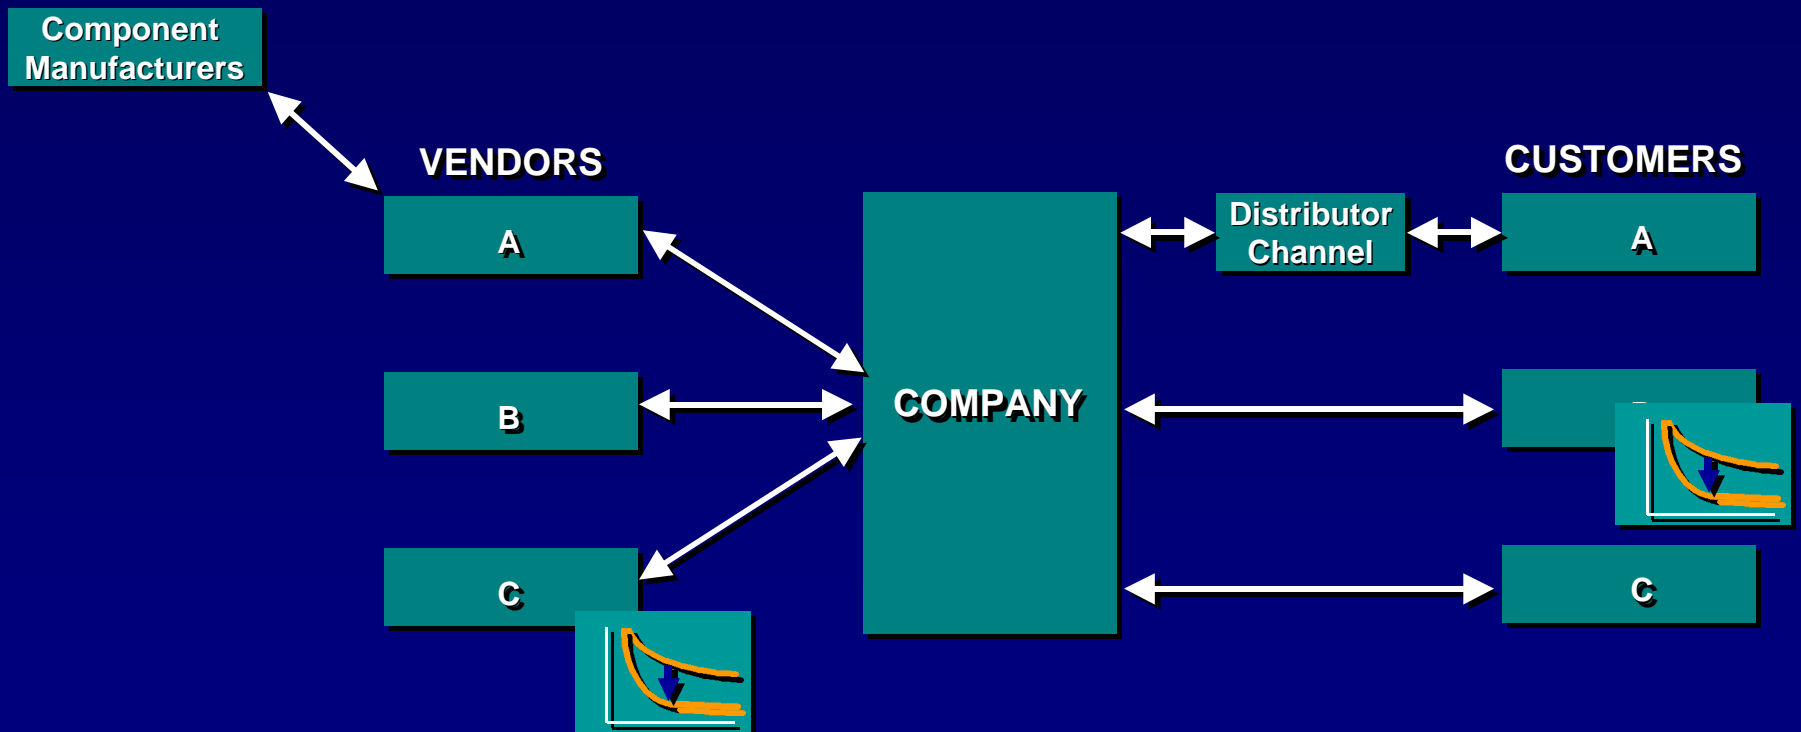 Component
Manufacturers
VENDORS
CUSTOMERS
A
Distributor
Channel
A
B
COMPANY
C
C